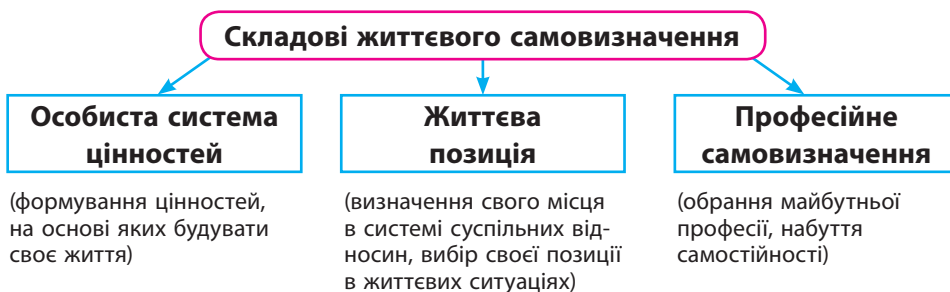 Складові життєвого самовизначення
Особиста система
цінностей
(формування цінностей,
на основі яких будувати
своє життя)
Життєва
позиція
(визначення свого місця
в системі суспільних від-
носин, вибір своєї позиції
в життєвих ситуаціях)
Професійне
самовизначення
(обрання майбутньої
професії, набуття
самостійності)